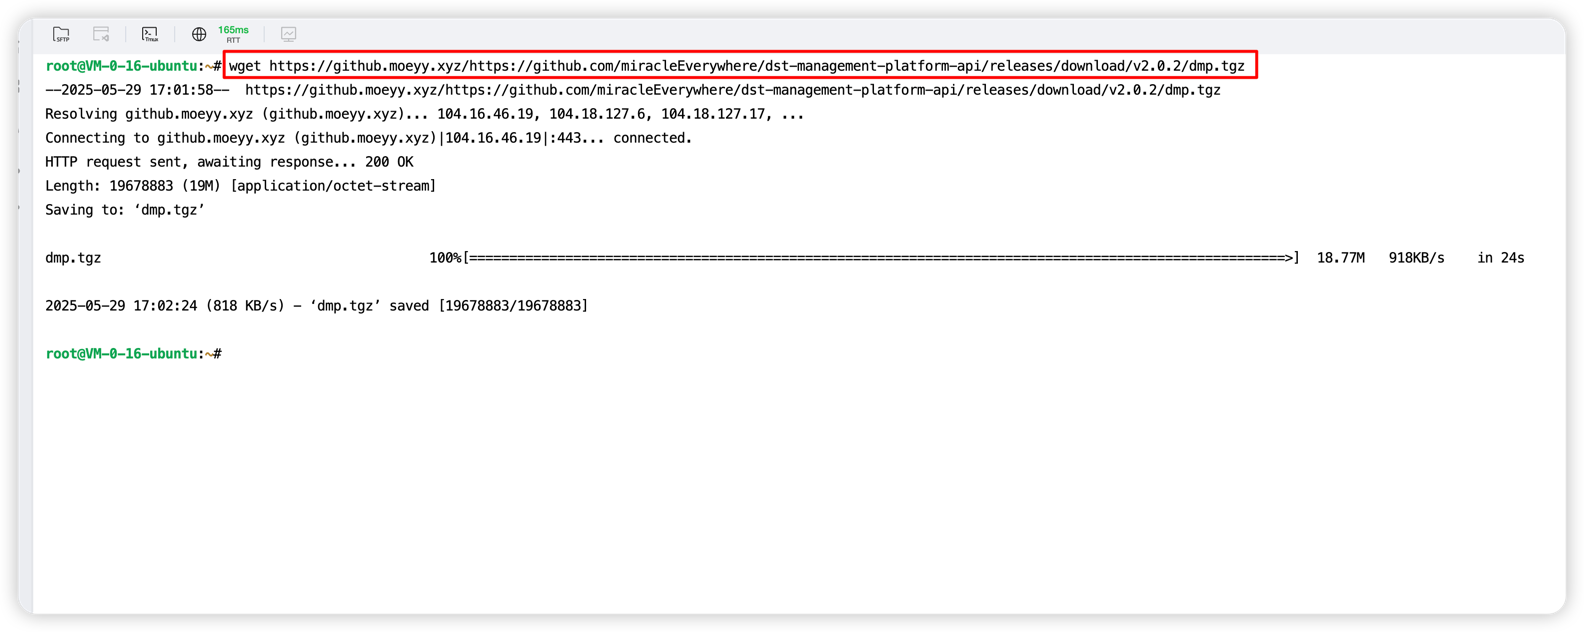 SFTP
Tmux
165ms
RTT
root@VM-0-16-ubuntu:~# wget https://github.moeyy.xyz/https://github.com/miracleEverywhere/dst-management-platform-api/releases/download/v2.0.2/dmp.tgz
--2025-05-29 17:01:58--  https://github.moeyy.xyz/https://github.com/miracleEverywhere/dst-management-platform-api/releases/download/v2.0.2/dmp.tgz
Resolving github.moeyy.xyz (github.moeyy.xyz)... 104.16.46.19, 104.18.127.6, 104.18.127.17, ...
Connecting to github.moeyy.xyz (github.moeyy.xyz)|104.16.46.19|:443... connected.
HTTP request sent, awaiting response... 200 OK
Length: 19678883 (19M) [application/octet-stream]
Saving to: ‘dmp.tgz’
dmp.tgz 100%[======================================================================================================>] 18.77M 918KB/s in 24s
2025-05-29 17:02:24 (818 KB/s) - ‘dmp.tgz’ saved [19678883/19678883]
root@VM-0-16-ubuntu:~#